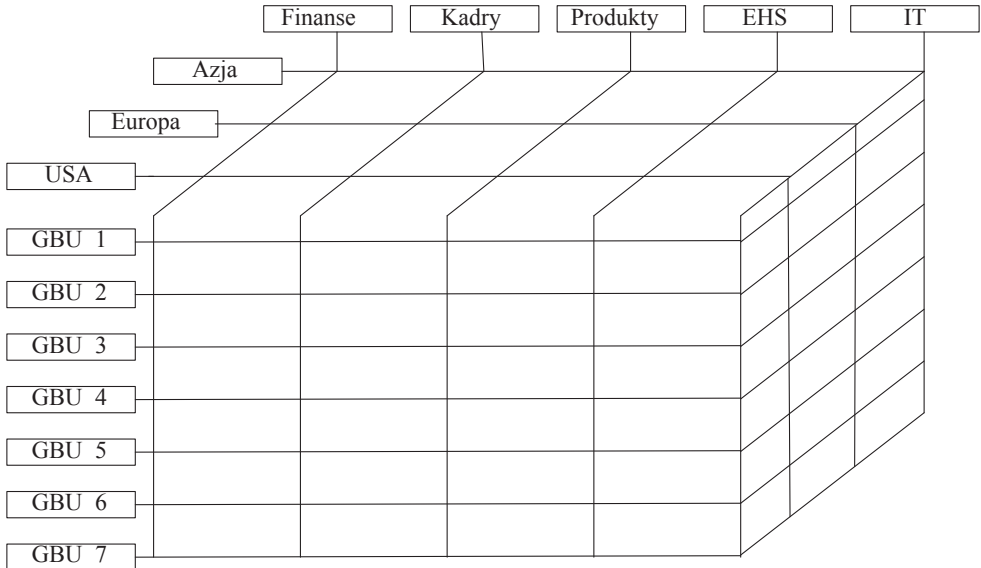 Finanse
Kadry
Produkty
EHS
IT
Azja
Europa
USA
GBU 1
GBU 2
GBU 3
GBU 4
GBU 5
GBU 6
GBU 7